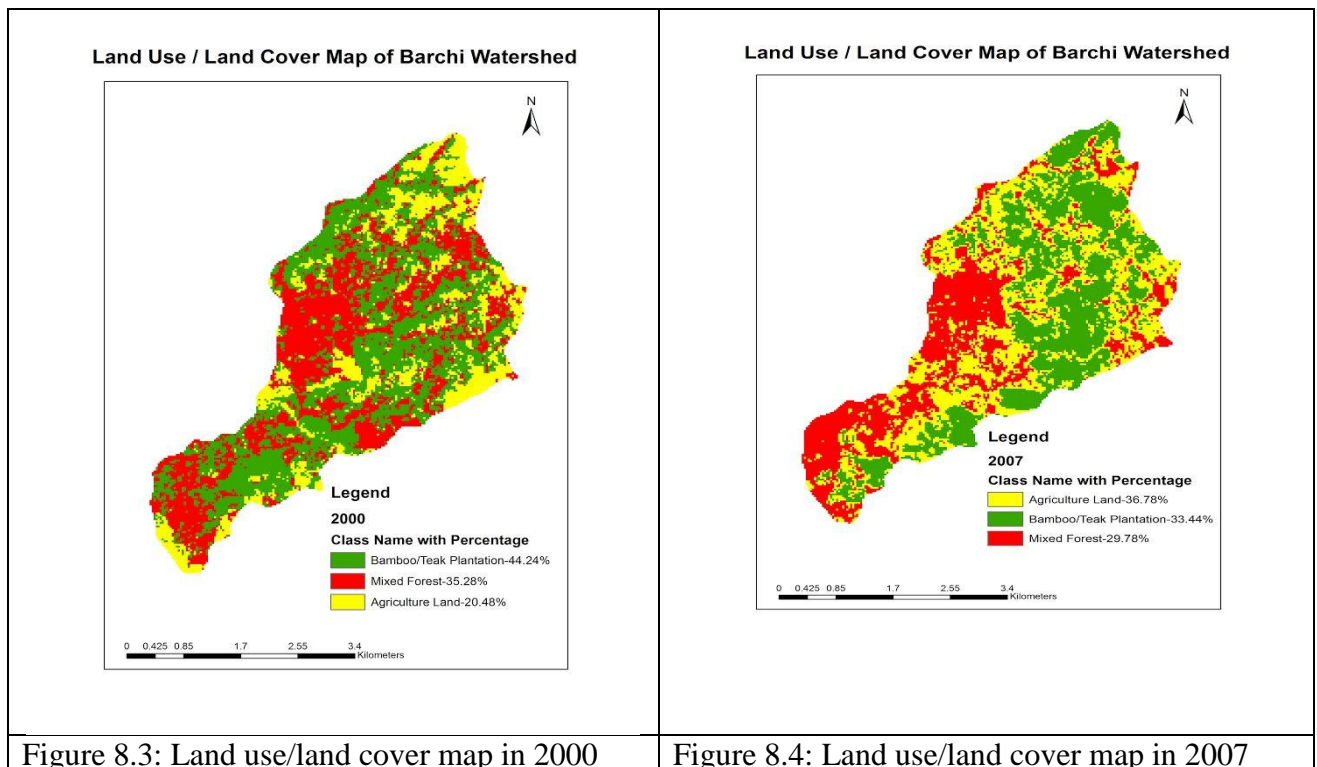 Land Use / Land Cover Map of Barchi Watershed
N
Legend
2000
Class Name with Percentage
Bamboo/Teak Plantation-44.24%
Mixed Forest-35.28%
Agriculture Land-20.48%
0 0.425 0.85 1.7 2.55 3.4
Kilometers
Figure 8.3: Land use/land cover map in 2000
Land Use / Land Cover Map of Barchi Watershed
N
Legend
2007
Class Name with Percentage
Agriculture Land-36.78%
Bamboo/Teak Plantation-33.44%
Mixed Forest-29.78%
0 0.425 0.85 1.7 2.55 3.4
Kilometers
Figure 8.4: Land use/land cover map in 2007